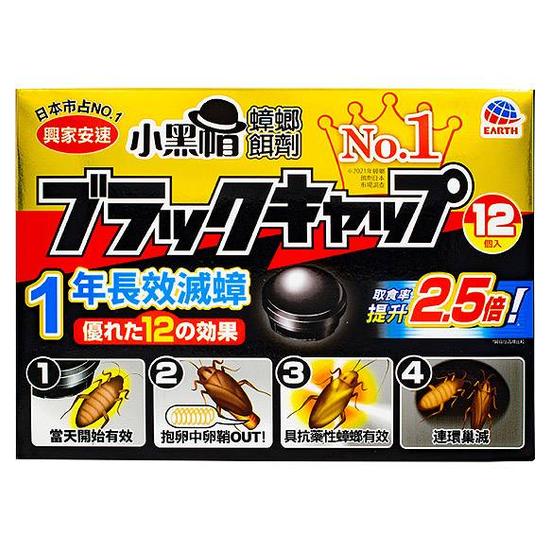 日本市占NO.1
興家安速
小黑帽
蟑螂
餌劑
No.1
EARTH
ブラックキャップ
12
個入
1年長效滅蟑
優れた12の効果
取食率
提升2.5倍!
1
當天開始有效
2
抱卵中卵鞘OUT!
3
具抗藥性蟑螂有效
4
連環巢滅